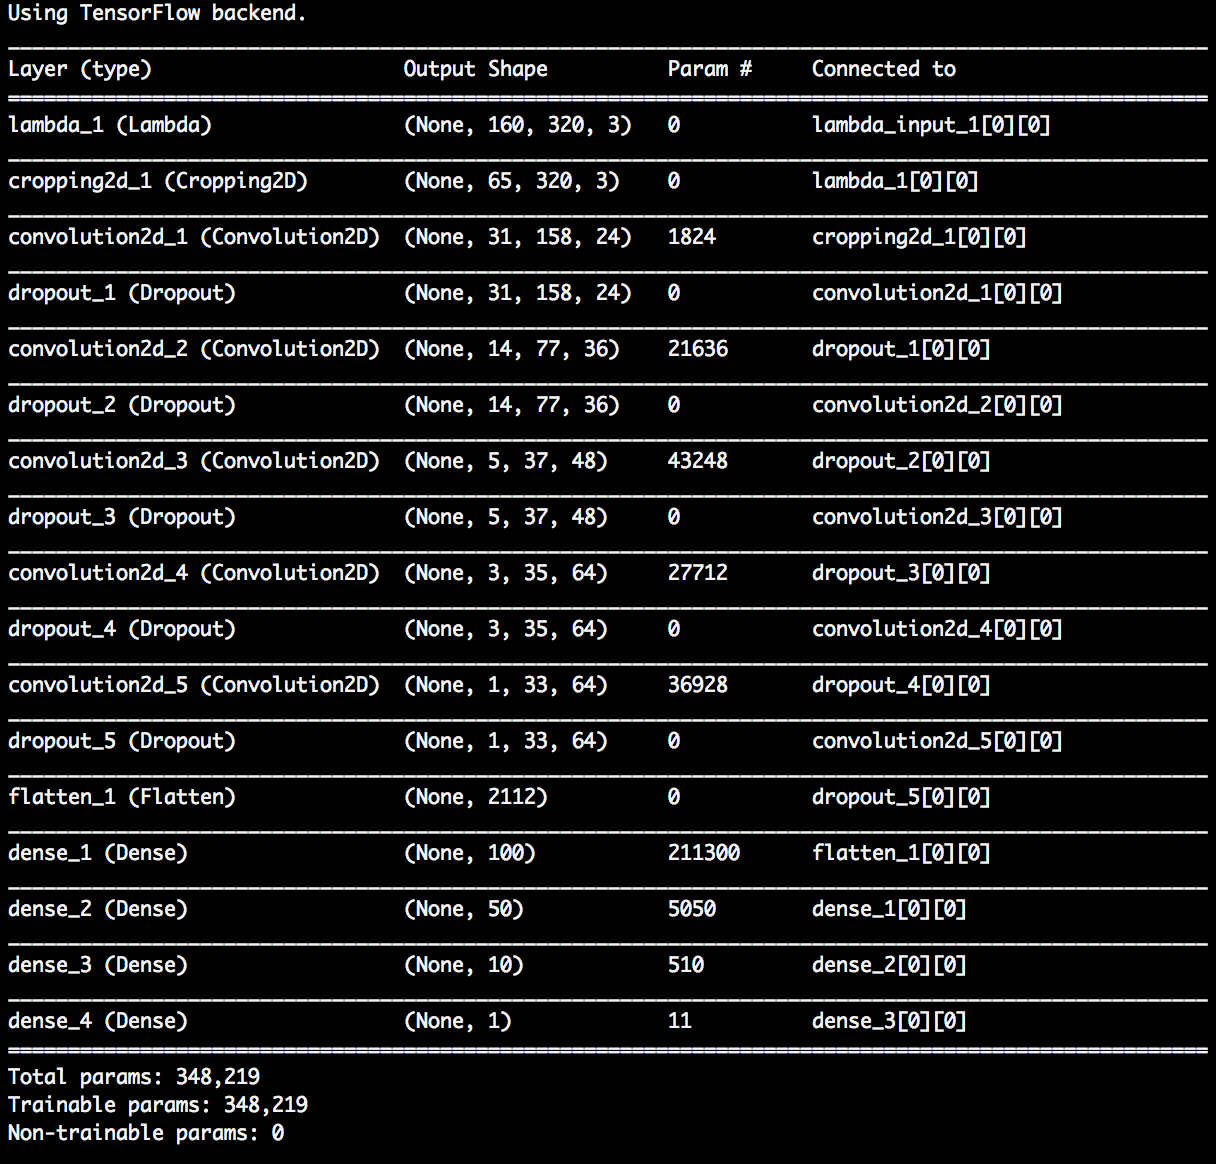 Using TensorFlow backend.
Layer (type) Output Shape Param # Connected to
lambda_1 (Lambda) (None, 160, 320, 3) 0 lambda_input_1[0][0]
cropping2d_1 (Cropping2D) (None, 65, 320, 3) 0 lambda_1[0][0]
convolution2d_1 (Convolution2D) (None, 31, 158, 24) 1824 cropping2d_1[0][0]
dropout_1 (Dropout) (None, 31, 158, 24) 0 convolution2d_1[0][0]
convolution2d_2 (Convolution2D) (None, 14, 77, 36) 21636 dropout_1[0][0]
dropout_2 (Dropout) (None, 14, 77, 36) 0 convolution2d_2[0][0]
convolution2d_3 (Convolution2D) (None, 5, 37, 48) 43248 dropout_2[0][0]
dropout_3 (Dropout) (None, 5, 37, 48) 0 convolution2d_3[0][0]
convolution2d_4 (Convolution2D) (None, 3, 35, 64) 27712 dropout_3[0][0]
dropout_4 (Dropout) (None, 3, 35, 64) 0 convolution2d_4[0][0]
convolution2d_5 (Convolution2D) (None, 1, 33, 64) 36928 dropout_4[0][0]
dropout_5 (Dropout) (None, 1, 33, 64) 0 convolution2d_5[0][0]
flatten_1 (Flatten) (None, 2112) 0 dropout_5[0][0]
dense_1 (Dense) (None, 100) 211300 flatten_1[0][0]
dense_2 (Dense) (None, 50) 5050 dense_1[0][0]
dense_3 (Dense) (None, 10) 510 dense_2[0][0]
dense_4 (Dense) (None, 1) 11 dense_3[0][0]
Total params: 348,219
Trainable params: 348,219
Non-trainable params: 0